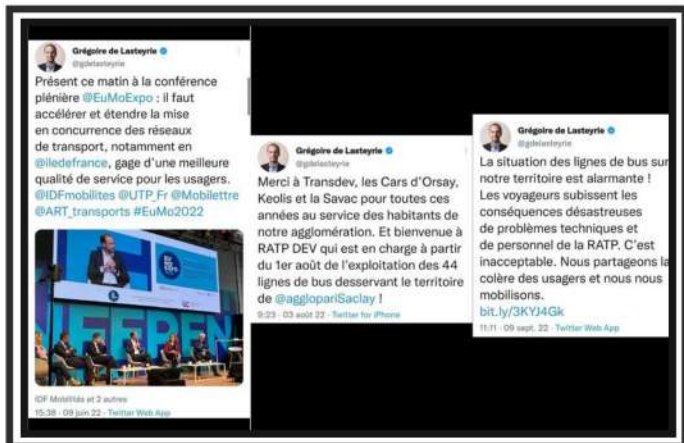 Grégoire de Lasteyrie
@gdelasteyrie
Présent ce matin à la conférence
plénière @EuMoExpo : il faut
accélérer et étendre la mise
en concurrence des réseaux
de transport, notamment en
@iledefrance, gage d'une meilleure
qualité de service pour les usagers.
@IDFmobilites @UTP_Fr @Mobilettre
@ART_transports #EuMo2022
IDF Mobilités et 2 autres
15:38 · 09 juin 22 · Twitter Web App
Grégoire de Lasteyrie
@gdelasteyrie
Merci à Transdev, les Cars d'Orsay,
Keolis et la Savac pour toutes ces
années au service des habitants de
notre agglomération. Et bienvenue à
RATP DEV qui est en charge à partir
du 1er août de l'exploitation des 44
lignes de bus desservant le territoire
de @agglopariSaclay !
9:23 · 03 août 22 · Twitter for iPhone
Grégoire de Lasteyrie
@gdelasteyrie
La situation des lignes de bus sur
notre territoire est alarmante !
Les voyageurs subissent les
conséquences désastreuses
de problèmes techniques et
de personnel de la RATP. C'est
inacceptable. Nous partageons la
colère des usagers et nous nous
mobilisons.
bit.ly/3KYJ4Gk
11:11 · 09 sept. 22 · Twitter Web App